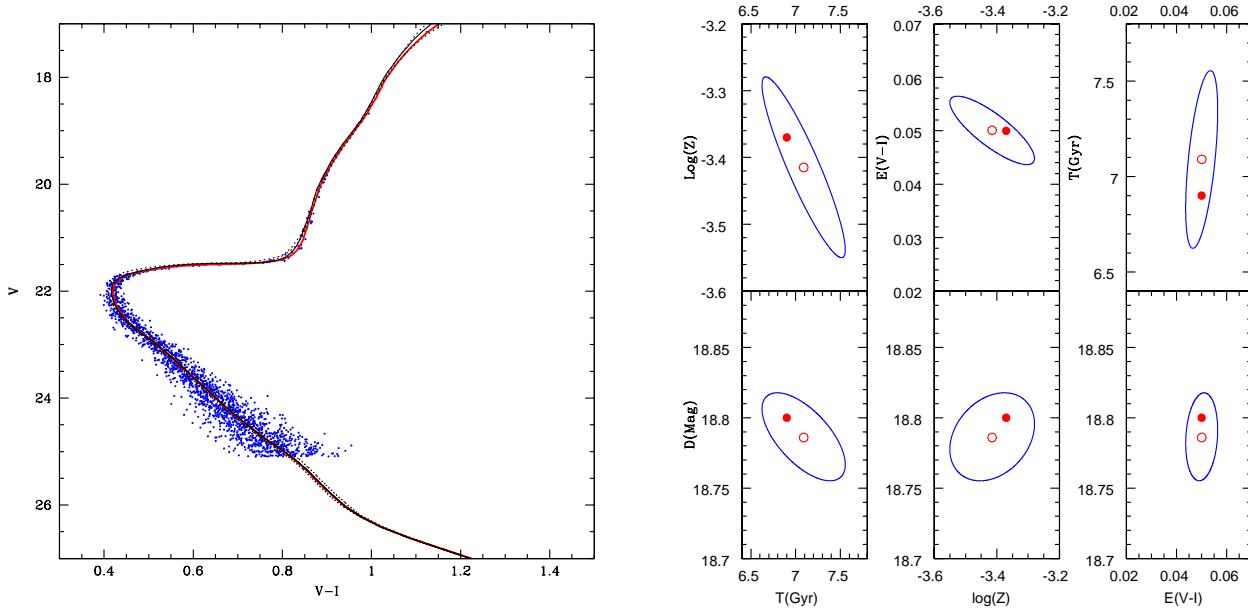 18
20
22
24
26
V
0.4 0.6 0.8 1 1.2 1.4
V-I
6.5 7 7.5
-3.6 -3.4 -3.2
0.02 0.04 0.06
-3.2
-3.3
-3.4
-3.5
-3.6
Log(Z)
0.07
0.06
0.05
0.04
0.03
0.02
E(V-I)
7.5
7
6.5
T(Gyr)
18.85
18.8
18.75
18.7
D(Mag)
18.85
18.8
18.75
18.7
18.85
18.8
18.75
18.7
6.5 7 7.5
T(Gyr)
-3.6 -3.4 -3.2
log(Z)
0.02 0.04 0.06
E(V-I)